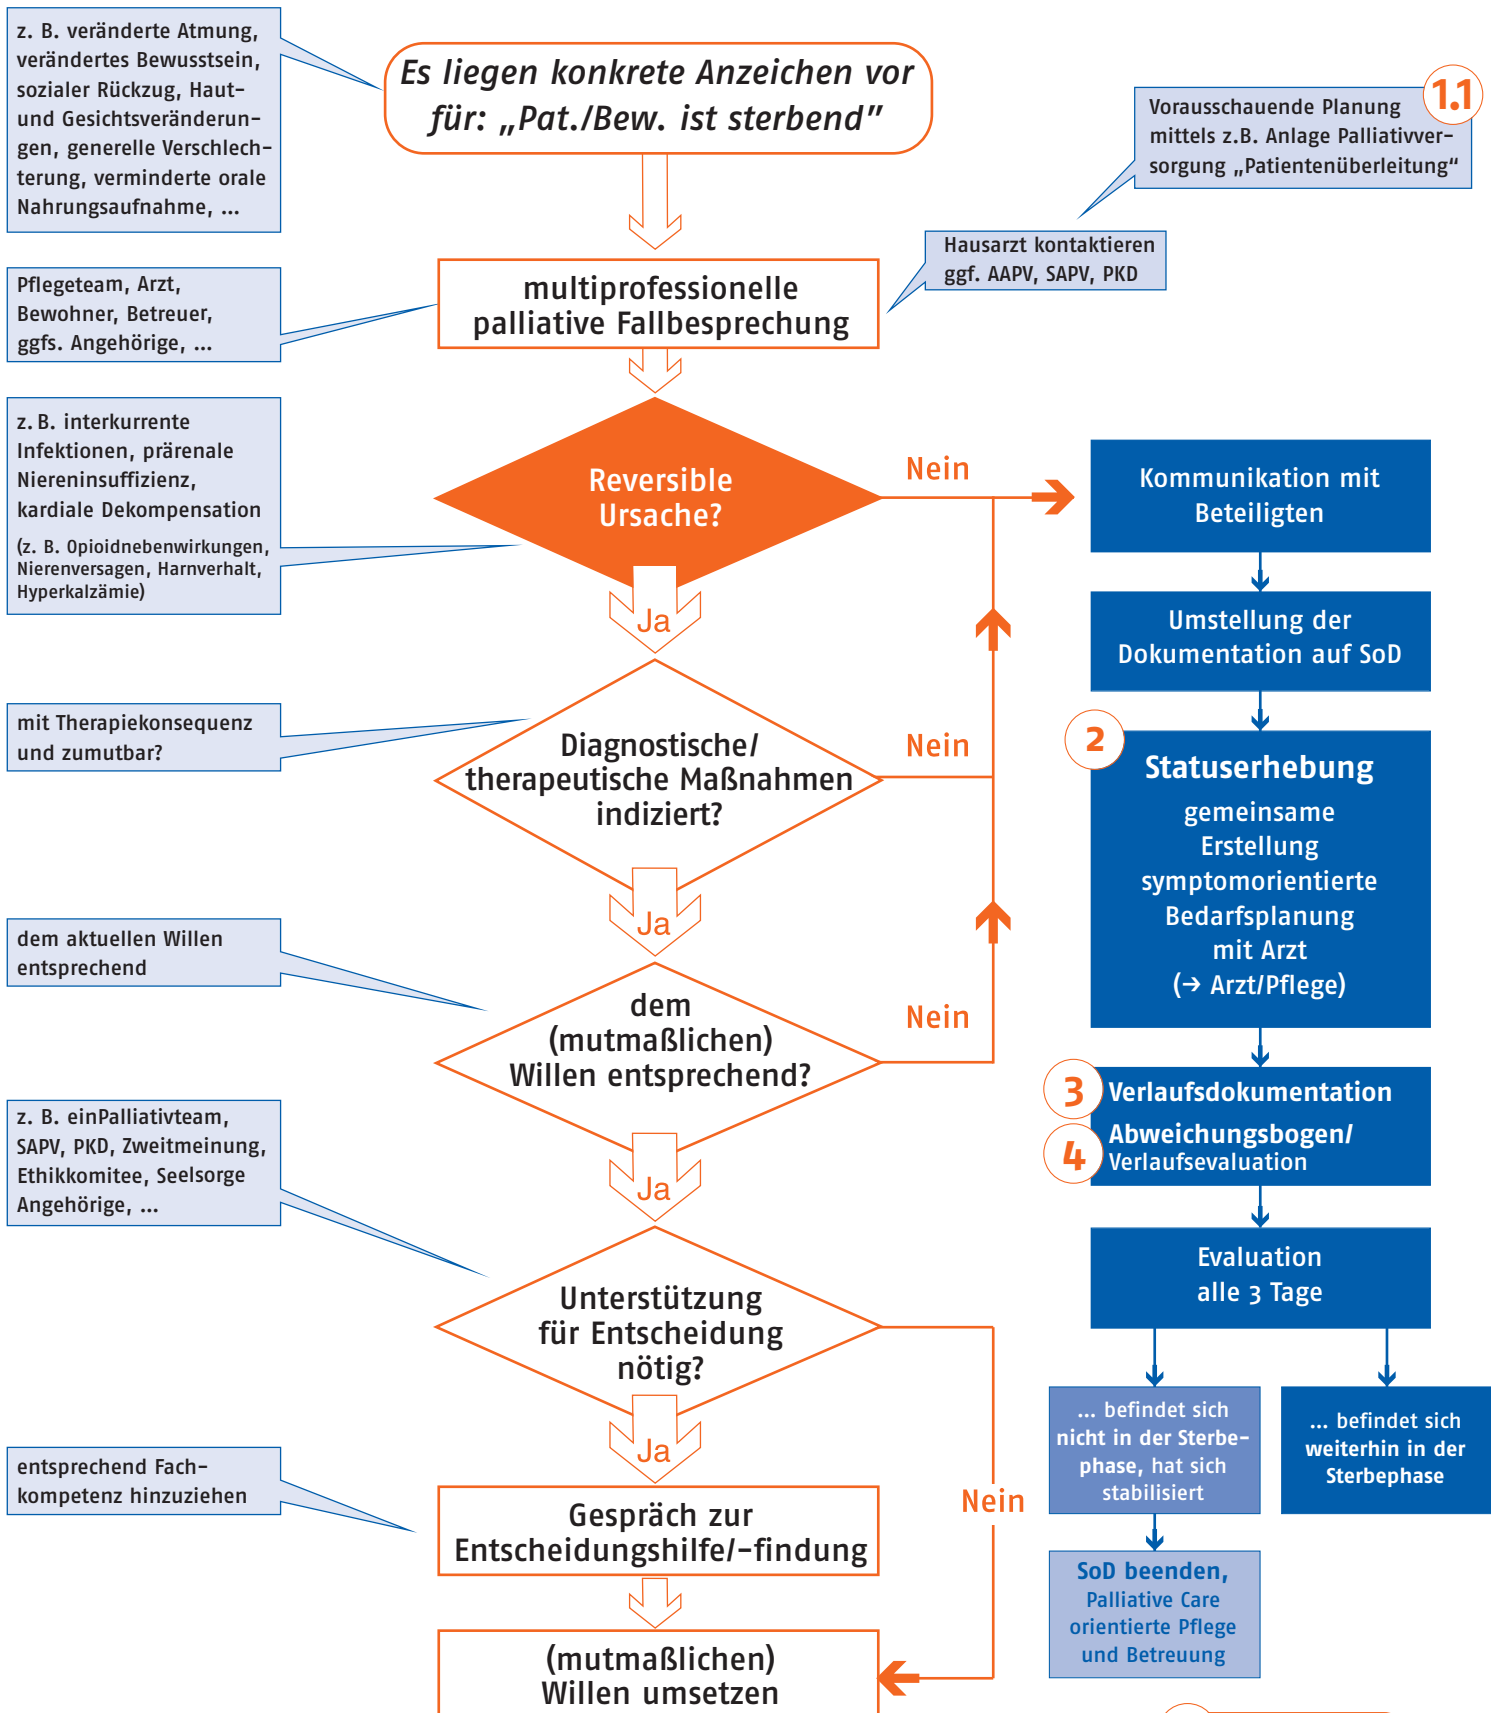 z. B. veränderte Atmung,
verändertes Bewusstsein,
sozialer Rückzug, Haut-
und Gesichtsveränderun-
gen, generelle Verschlech-
terung, verminderte orale
Nahrungsaufnahme, ...
Es liegen konkrete Anzeichen vor
für: „Pat./Bew. ist sterbend”
1.1
Vorausschauende Planung
mittels z.B. Anlage Palliativver-
sorgung „Patientenüberleitung“
Hausarzt kontaktieren
ggf. AAPV, SAPV, PKD
Pflegeteam, Arzt,
Bewohner, Betreuer,
ggfs. Angehörige, ...
multiprofessionelle
palliative Fallbesprechung
z. B. interkurrente
Infektionen, prärenale
Niereninsuffizienz,
kardiale Dekompensation
(z. B. Opioidnebenwirkungen,
Nierenversagen, Harnverhalt,
Hyperkalzämie)
Reversible
Ursache?
Nein
Ja
mit Therapiekonsequenz
und zumutbar?
Diagnostische/
therapeutische Maßnahmen
indiziert?
Nein
Ja
dem aktuellen Willen
entsprechend
dem
(mutmaßlichen)
Willen entsprechend?
Nein
Ja
z. B. einPalliativteam,
SAPV, PKD, Zweitmeinung,
Ethikkomitee, Seelsorge
Angehörige, ...
Unterstützung
für Entscheidung
nötig?
Nein
Ja
entsprechend Fach-
kompetenz hinzuziehen
Gespräch zur
Entscheidungshilfe/-findung
(mutmaßlichen)
Willen umsetzen
Kommunikation mit
Beteiligten
Umstellung der
Dokumentation auf SoD
2
Statuserhebung
gemeinsame
Erstellung
symptomorientierte
Bedarfsplanung
mit Arzt
(→ Arzt/Pflege)
3 Verlaufsdokumentation
4 Abweichungsbogen/
Verlaufsevaluation
Evaluation
alle 3 Tage
... befindet sich
nicht in der Sterbe-
phase, hat sich
stabilisiert
... befindet sich
weiterhin in der
Sterbephase
SoD beenden,
Palliative Care
orientierte Pflege
und Betreuung